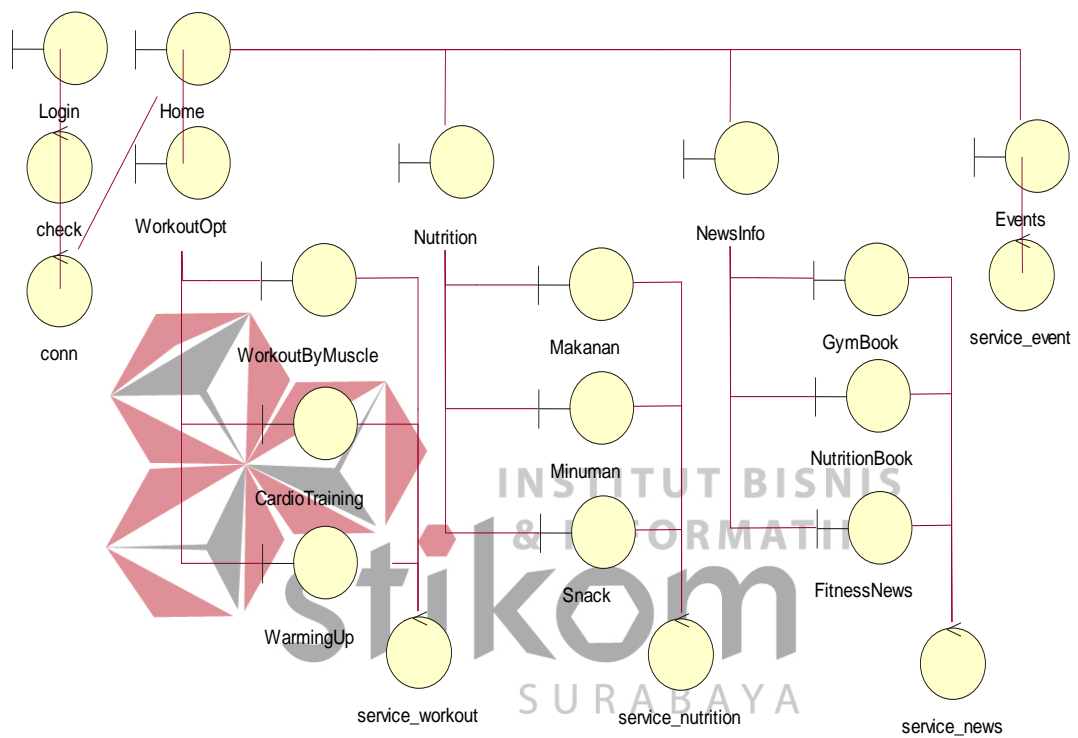 Login
Home
check
WorkoutOpt
Nutrition
NewsInfo
Events
conn
WorkoutByMuscle
Makanan
GymBook
service_event
CardioTraining
Minuman
NutritionBook
INSTITUT BISNIS
& INFORMATIKA
stikom
SURABAYA
WarmingUp
Snack
FitnessNews
service_workout
service_nutrition
service_news